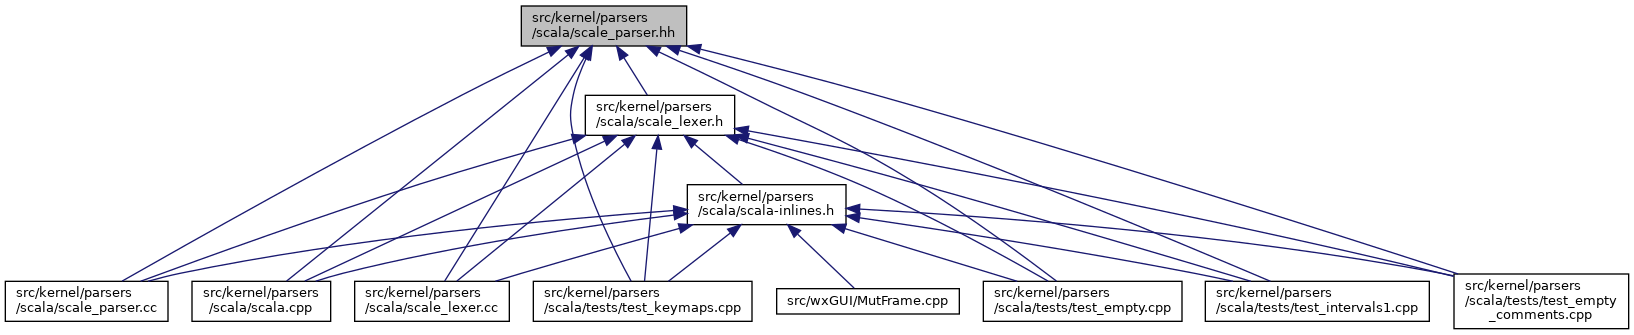 src/kernel/parsers
/scala/scale_parser.hh
src/kernel/parsers
/scala/scale_lexer.h
src/kernel/parsers
/scala/scala-inlines.h
src/kernel/parsers
/scala/scale_parser.cc
src/kernel/parsers
/scala/scala.cpp
src/kernel/parsers
/scala/scale_lexer.cc
src/kernel/parsers
/scala/tests/test_keymaps.cpp
src/wxGUI/MutFrame.cpp
src/kernel/parsers
/scala/tests/test_empty.cpp
src/kernel/parsers
/scala/tests/test_intervals1.cpp
src/kernel/parsers
/scala/tests/test_empty
_comments.cpp